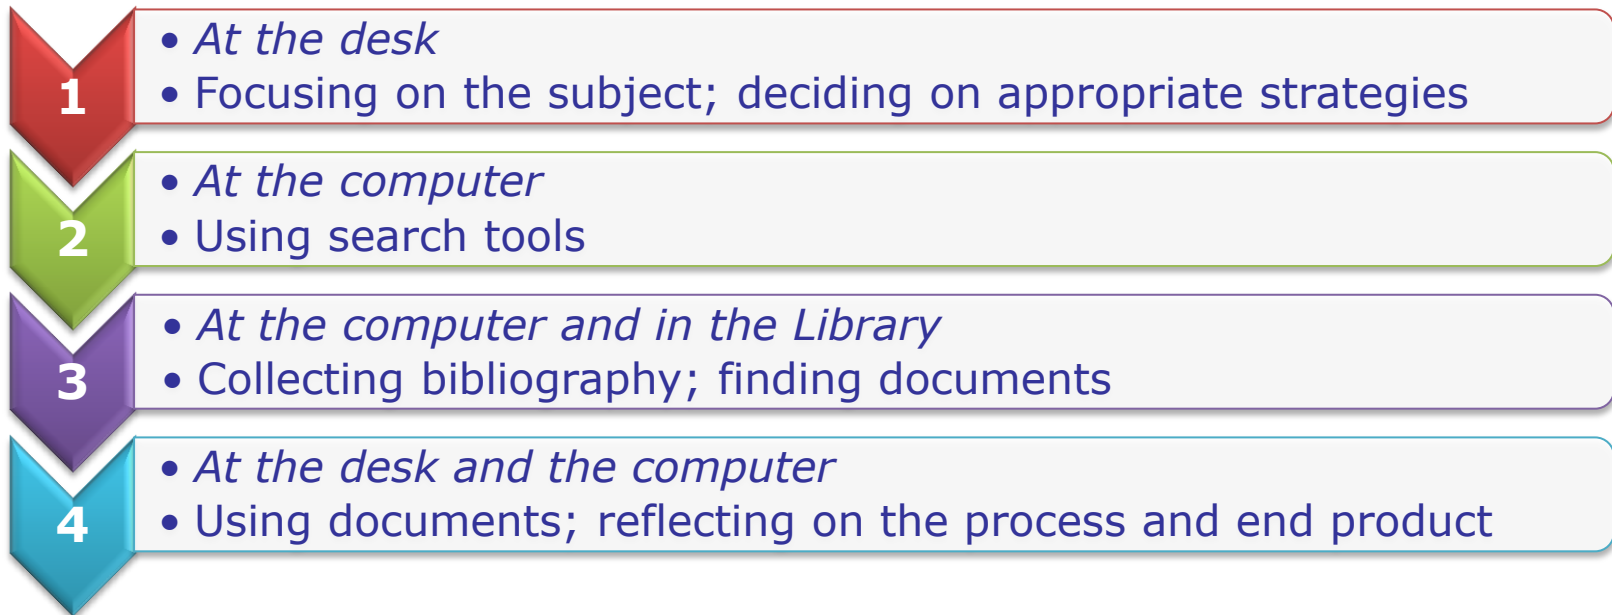 1
• At the desk
• Focusing on the subject; deciding on appropriate strategies
2
• At the computer
• Using search tools
3
• At the computer and in the Library
• Collecting bibliography; finding documents
4
• At the desk and the computer
• Using documents; reflecting on the process and end product